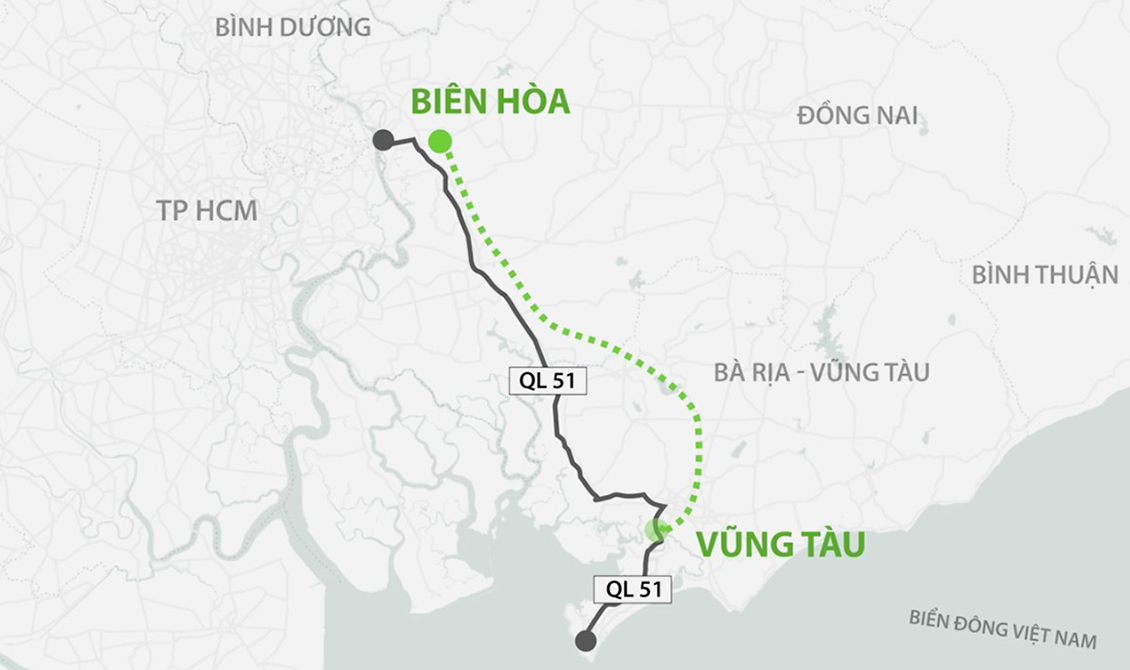 BÌNH DƯƠNG
BIÊN HÒA
ĐỒNG NAI
TP HCM
BÌNH THUẬN
QL 51
BÀ RỊA - VŨNG TÀU
VŨNG TÀU
QL 51
BIỂN ĐÔNG VIỆT NAM